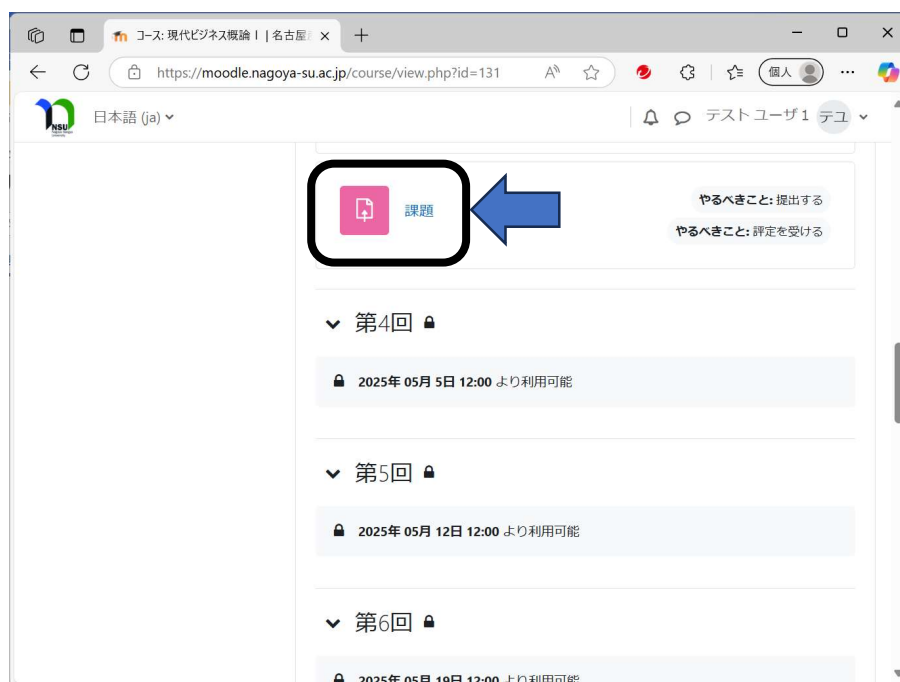 コース: 現代ビジネス概論Ⅰ | 名古屋
https://moodle.nagoya-su.ac.jp/course/view.php?id=131
個人
NSU
日本語 (ja)
テスト ユーザ 1 テユ
課題
やるべきこと: 提出する
やるべきこと: 評定を受ける
第4回
2025年 05月 5日 12:00 より利用可能
第5回
2025年 05月 12日 12:00 より利用可能
第6回
2025年 05月 19日 12:00 より利用可能